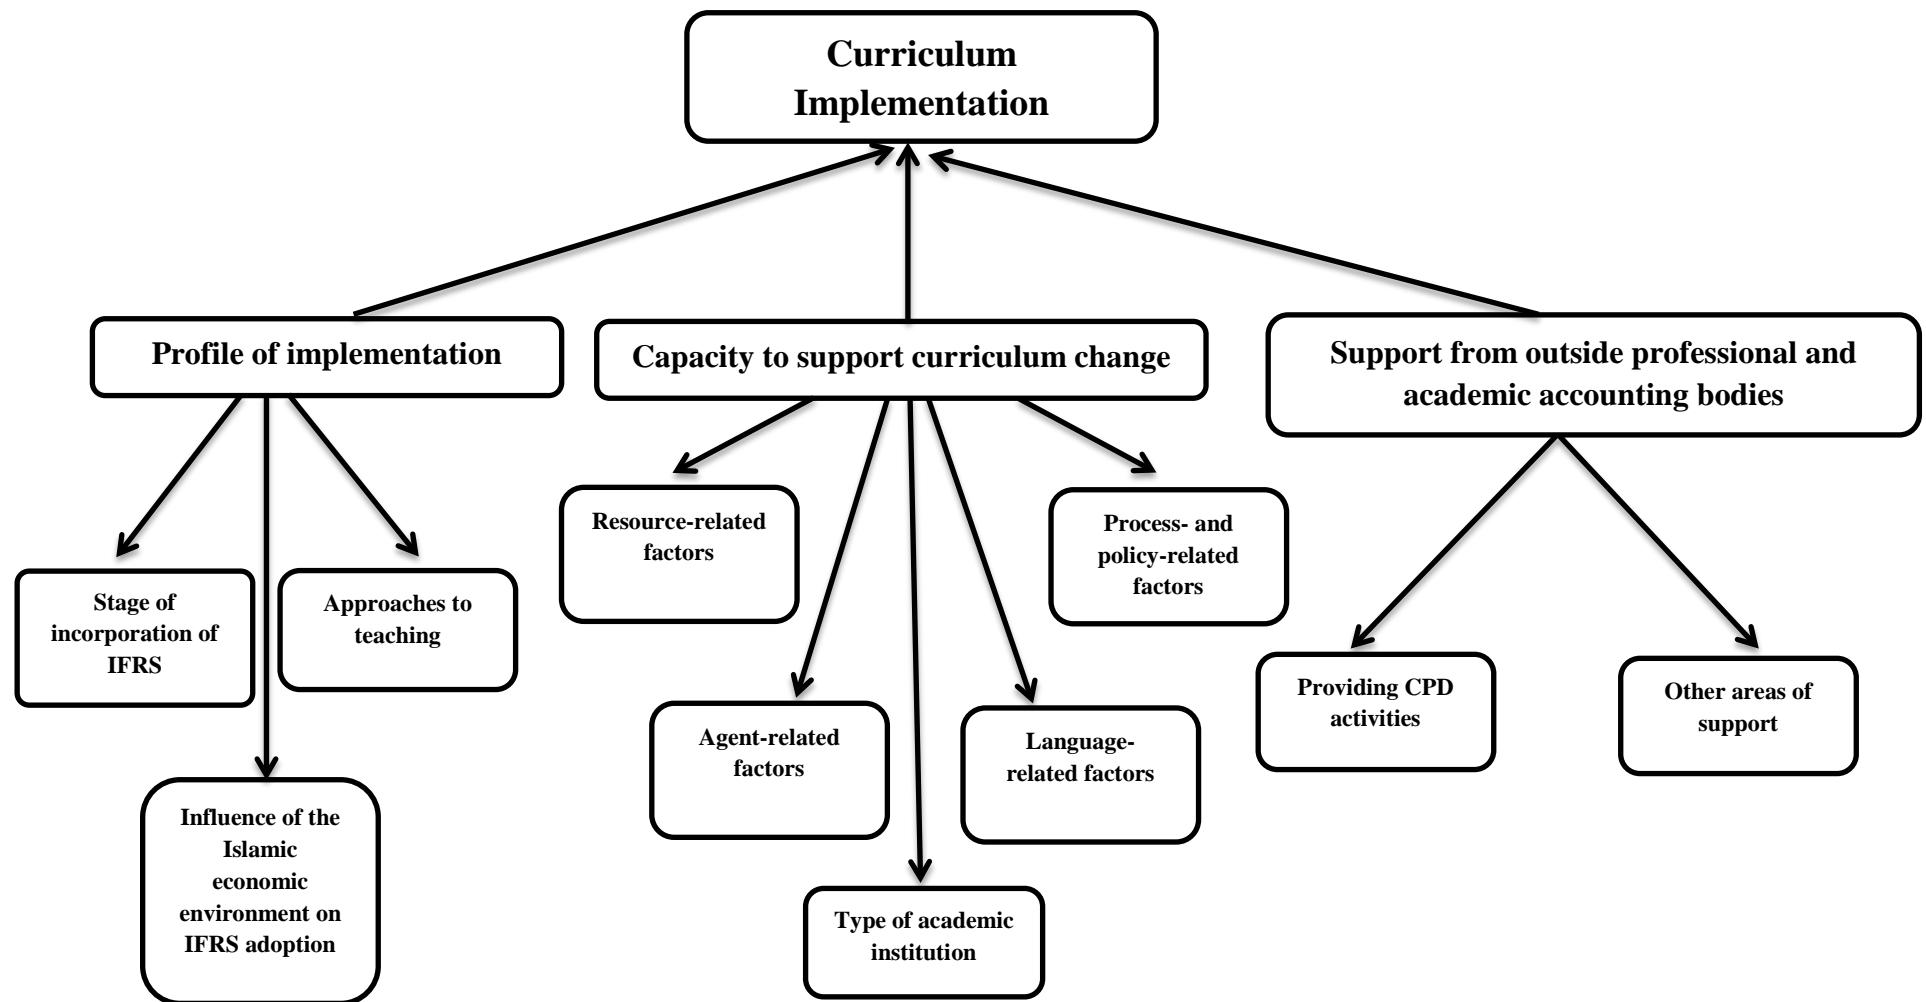 Curriculum
Implementation
Profile of implementation
Capacity to support curriculum change
Support from outside professional and
academic accounting bodies
Stage of
incorporation of
IFRS
Approaches to
teaching
Influence of the
Islamic
economic
environment on
IFRS adoption
Resource-related
factors
Agent-related
factors
Type of academic
institution
Language-
related factors
Process- and
policy-related
factors
Providing CPD
activities
Other areas of
support